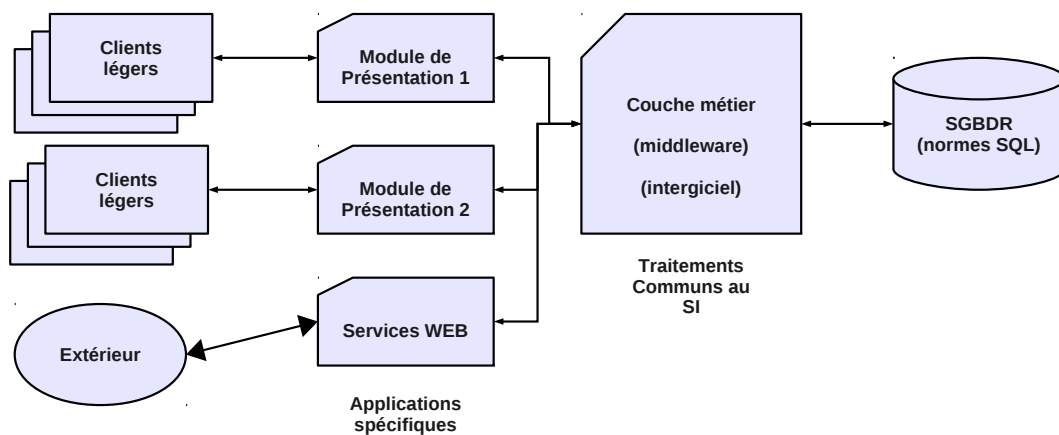 Clients
légers
Module de
Présentation 1
Couche métier
(middleware)
(intergiciel)
SGBDR
(normes SQL)
Clients
légers
Module de
Présentation 2
Traitements
Communs au
SI
Extérieur
Services WEB
Applications
spécifiques